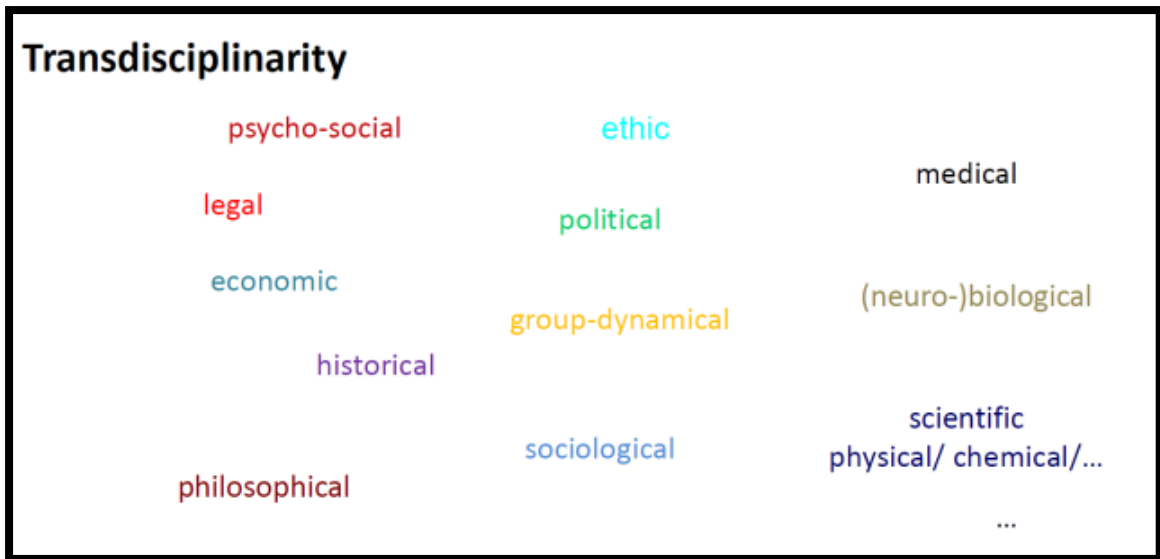 Transdisciplinarity
psycho-social
ethic
medical
legal
political
economic
(neuro-)biological
group-dynamical
historical
scientific
physical/ chemical/...
sociological
philosophical
...